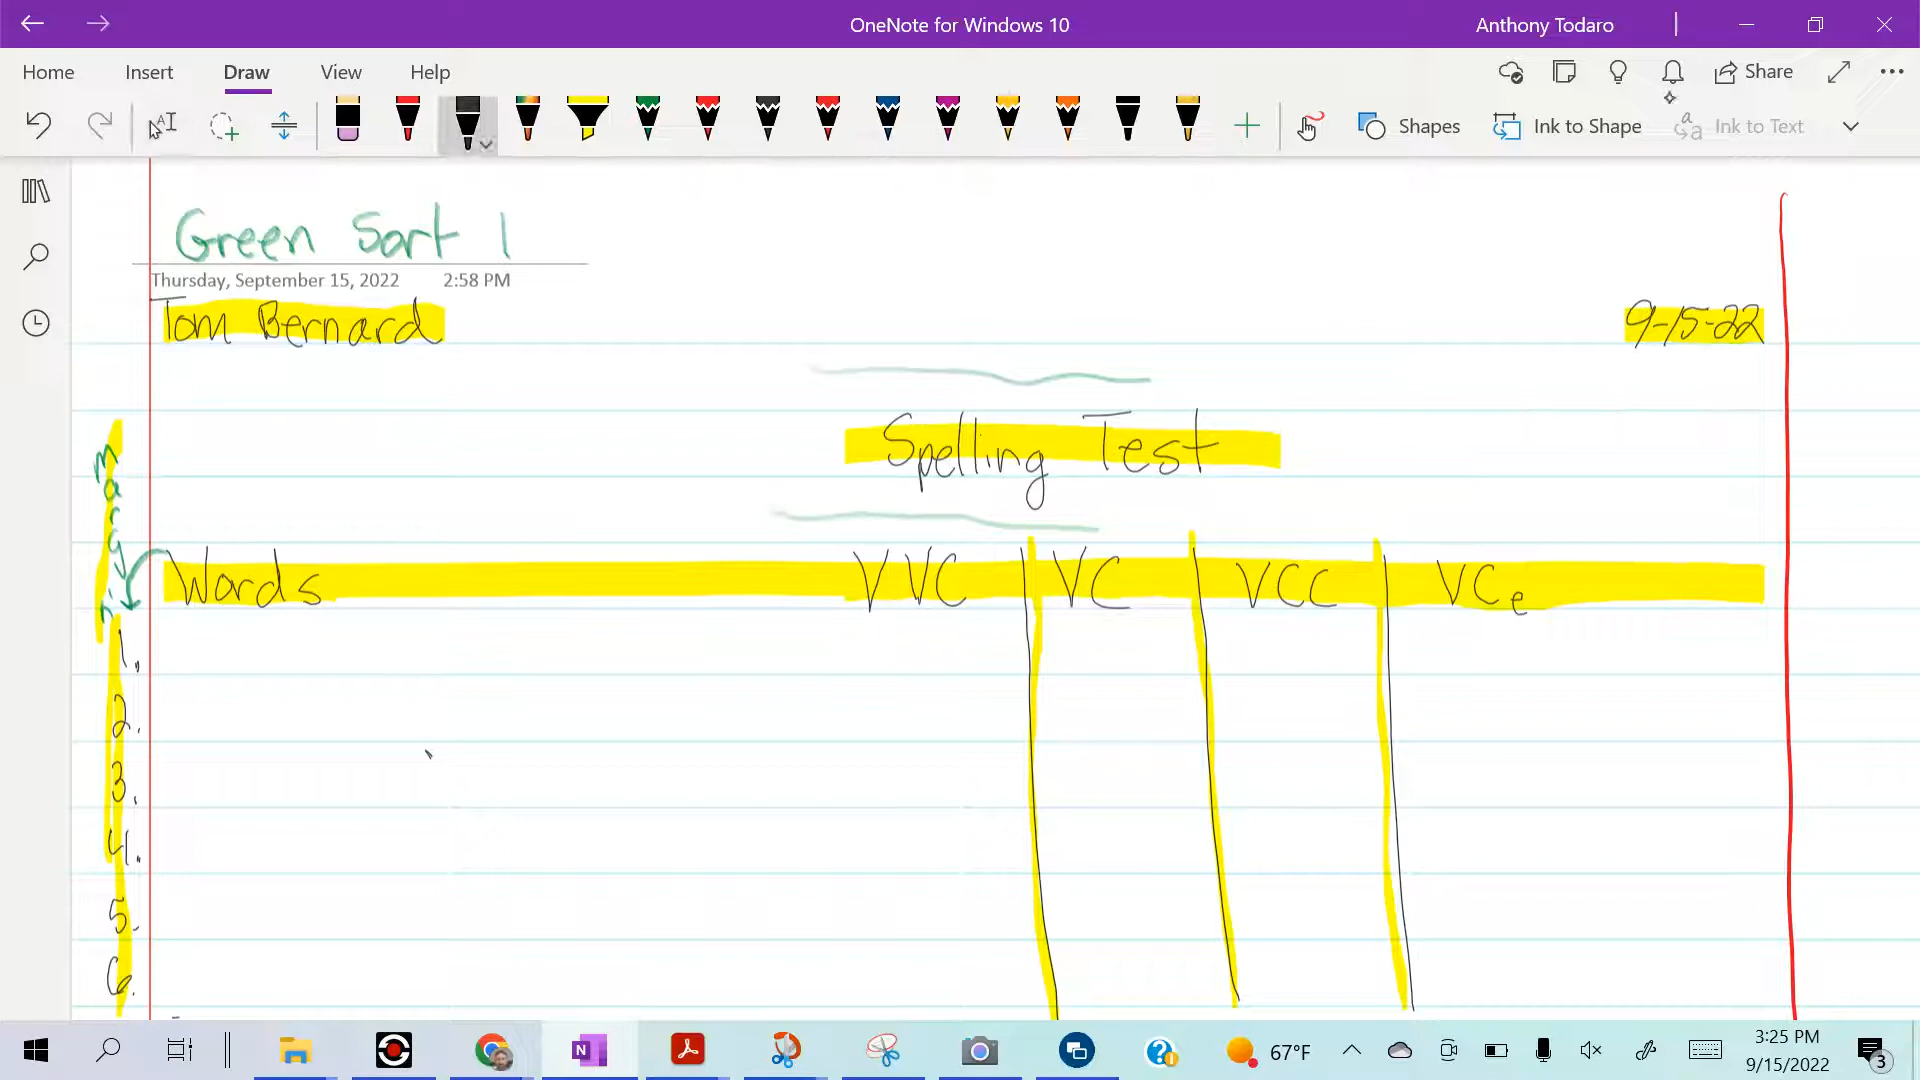 OneNote for Windows 10 Anthony Todaro
Home Insert Draw View Help Share
Shapes Ink to Shape Ink to Text
Green Sort 1
Thursday, September 15, 2022 2:58 PM
Tom Bernard 9-15-22
Spelling Test
margin
Words VVC VC VCC VCe
1.
2.
3.
4.
5.
6.
67°F 3:25 PM
9/15/2022 3